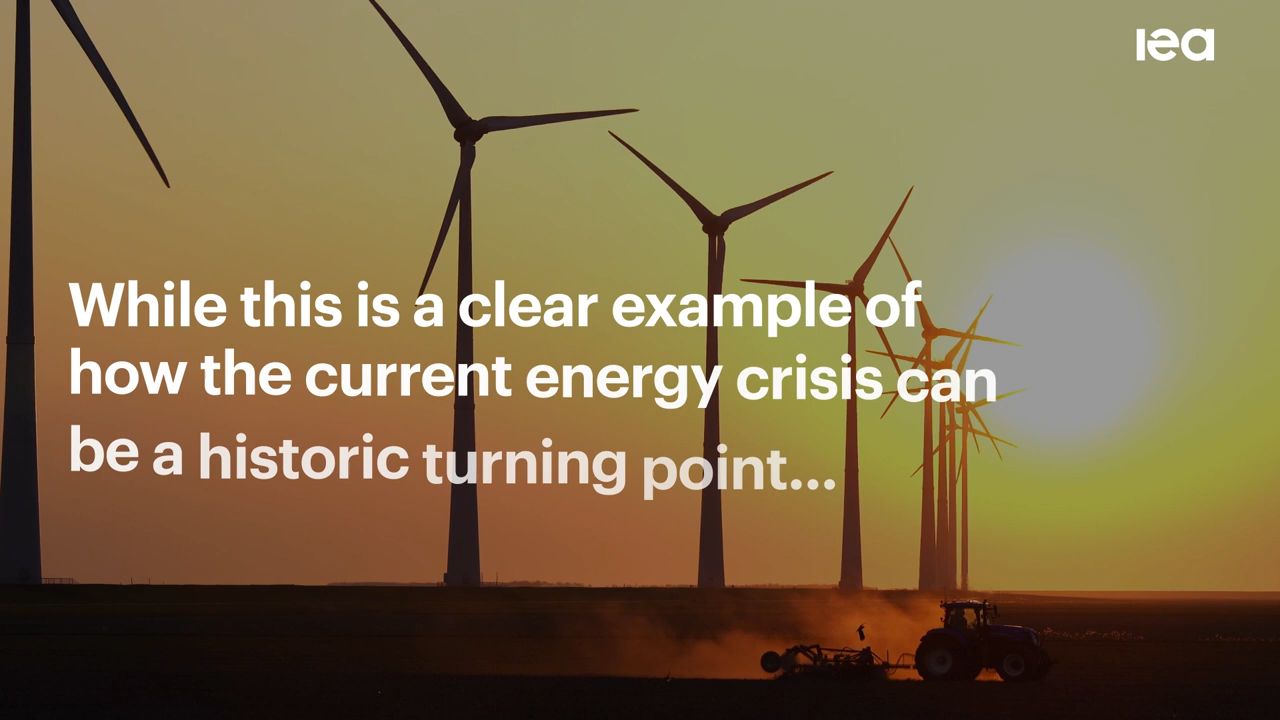 iea
While this is a clear example of
how the current energy crisis can
be a historic turning point...